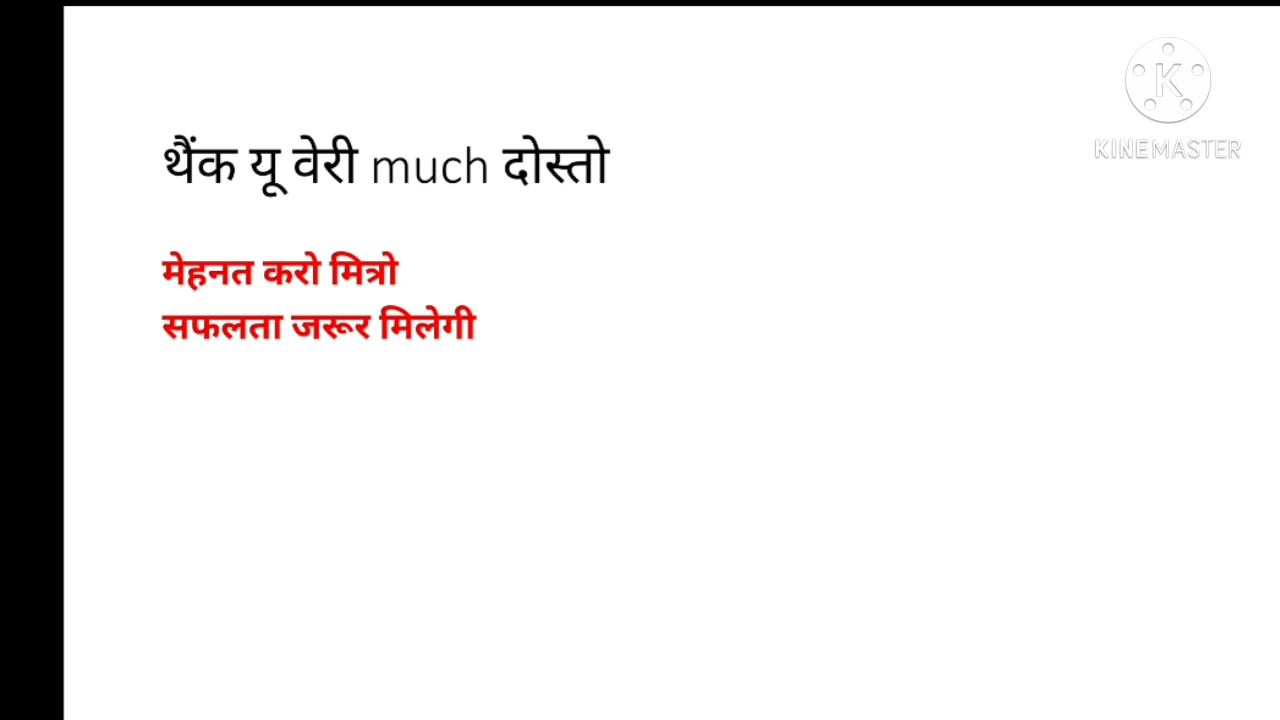 थैंक यू वेरी much दोस्तो
मेहनत करो मित्रो
सफलता जरूर मिलेगी
K
KINEMASTER